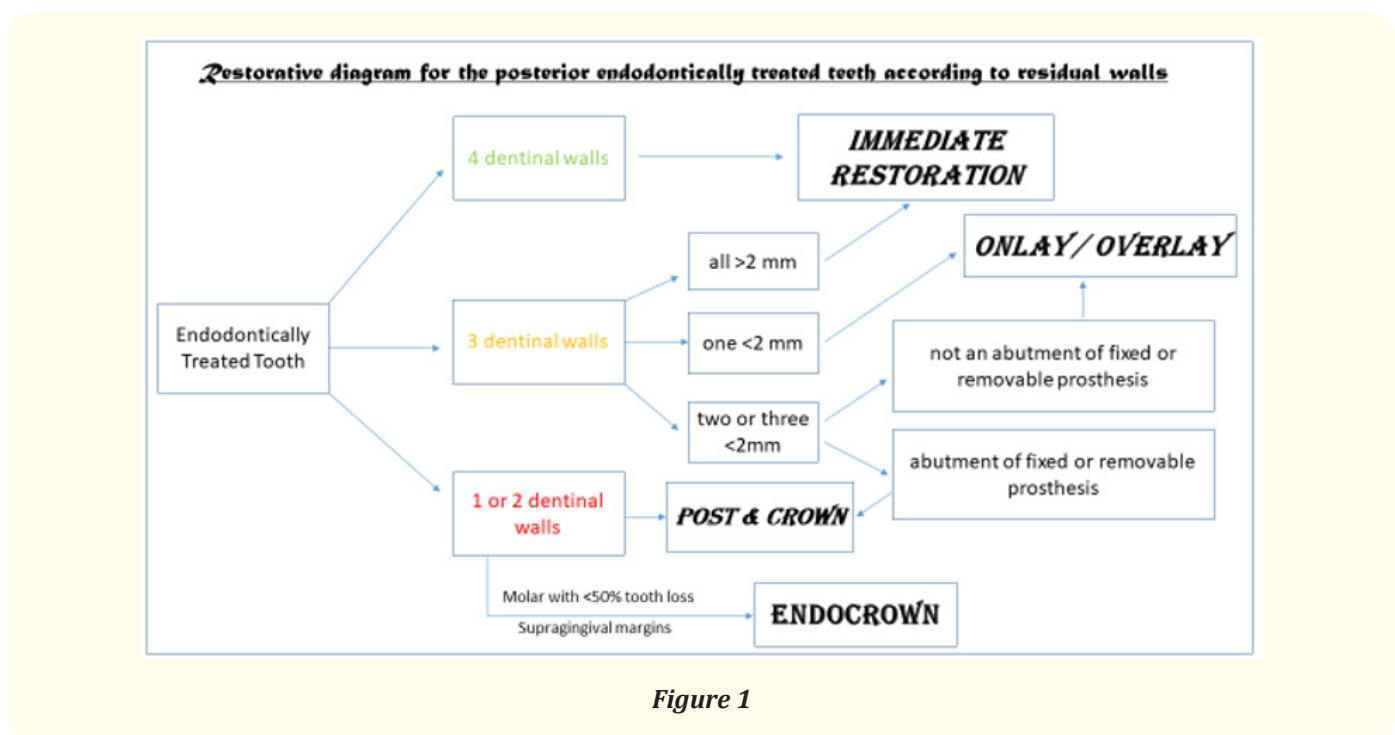 Restorative diagram for the posterior endodontically treated teeth according to residual walls
4 dentinal walls
IMMEDIATE
RESTORATION
ONLAY/ OVERLAY
all >2 mm
Endodontically
Treated Tooth
3 dentinal walls
one <2 mm
not an abutment of fixed or
removable prosthesis
two or three
<2mm
abutment of fixed or removable
prosthesis
1 or 2 dentinal
walls
POST & CROWN
Molar with <50% tooth loss
Supragingival margins
ENDOCROWN
Figure 1